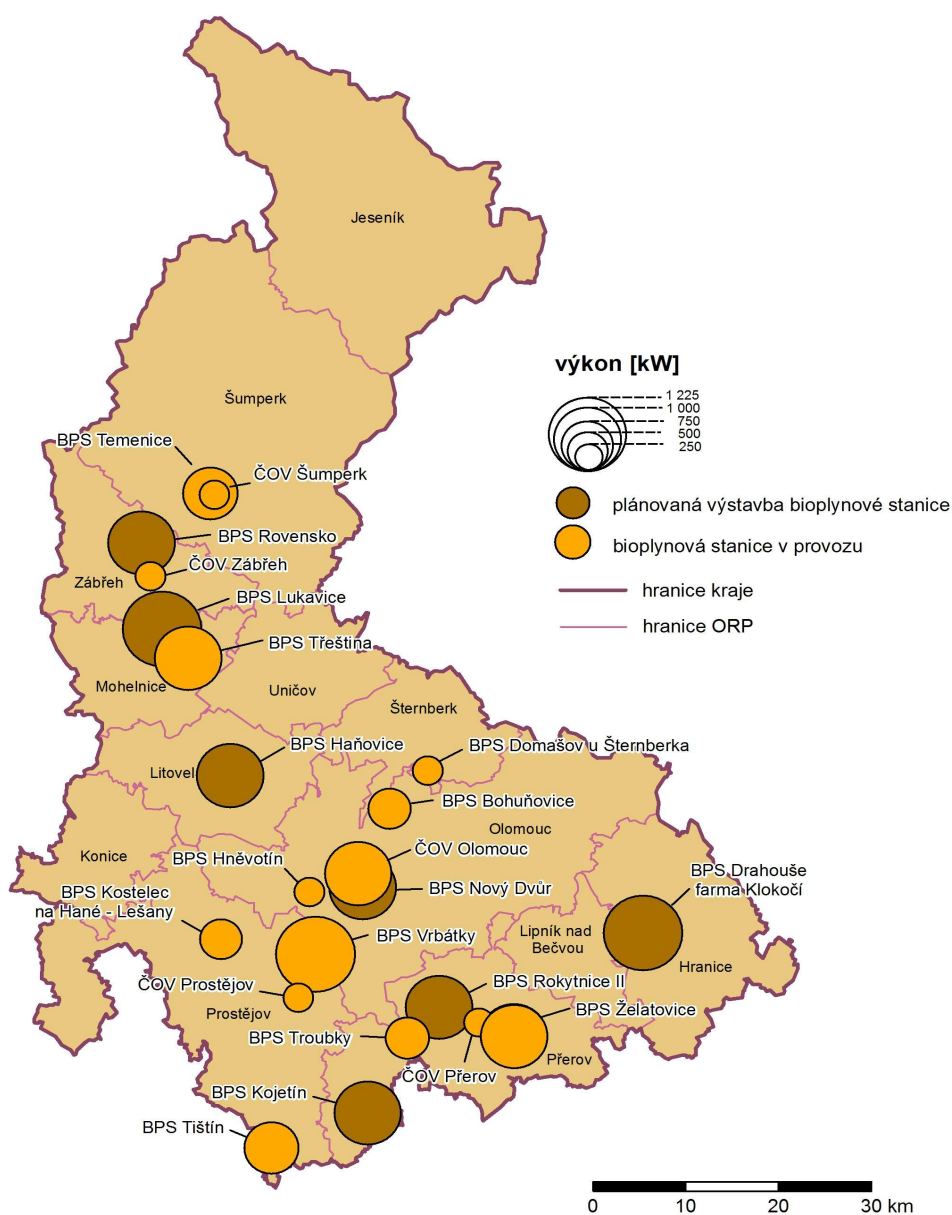 Jeseník
Šumperk
BPS Temenice
ČOV Šumperk
BPS Rovensko
ČOV Zábřeh
Zábřeh
BPS Lukavice
BPS Třeština
Mohelnice
Uničov
Šternberk
BPS Haňovice
Litovel
BPS Domašov u Šternberka
BPS Bohuňovice
Olomouc
Konice
BPS Hněvotín
ČOV Olomouc
BPS Nový Dvůr
BPS Kostelec
na Hané - Lešany
BPS Drahouše
farma Klokočí
Lipník nad
Bečvou
Hranice
BPS Vrbátky
ČOV Prostějov
Prostějov
BPS Rokytnice II
BPS Želatovice
BPS Troubky
ČOV Přerov
Přerov
BPS Kojetín
BPS Tištín
výkon [kW]
1 225
1 000
750
500
250
plánovaná výstavba bioplynové stanice
bioplynová stanice v provozu
hranice kraje
hranice ORP
0 10 20 30 km